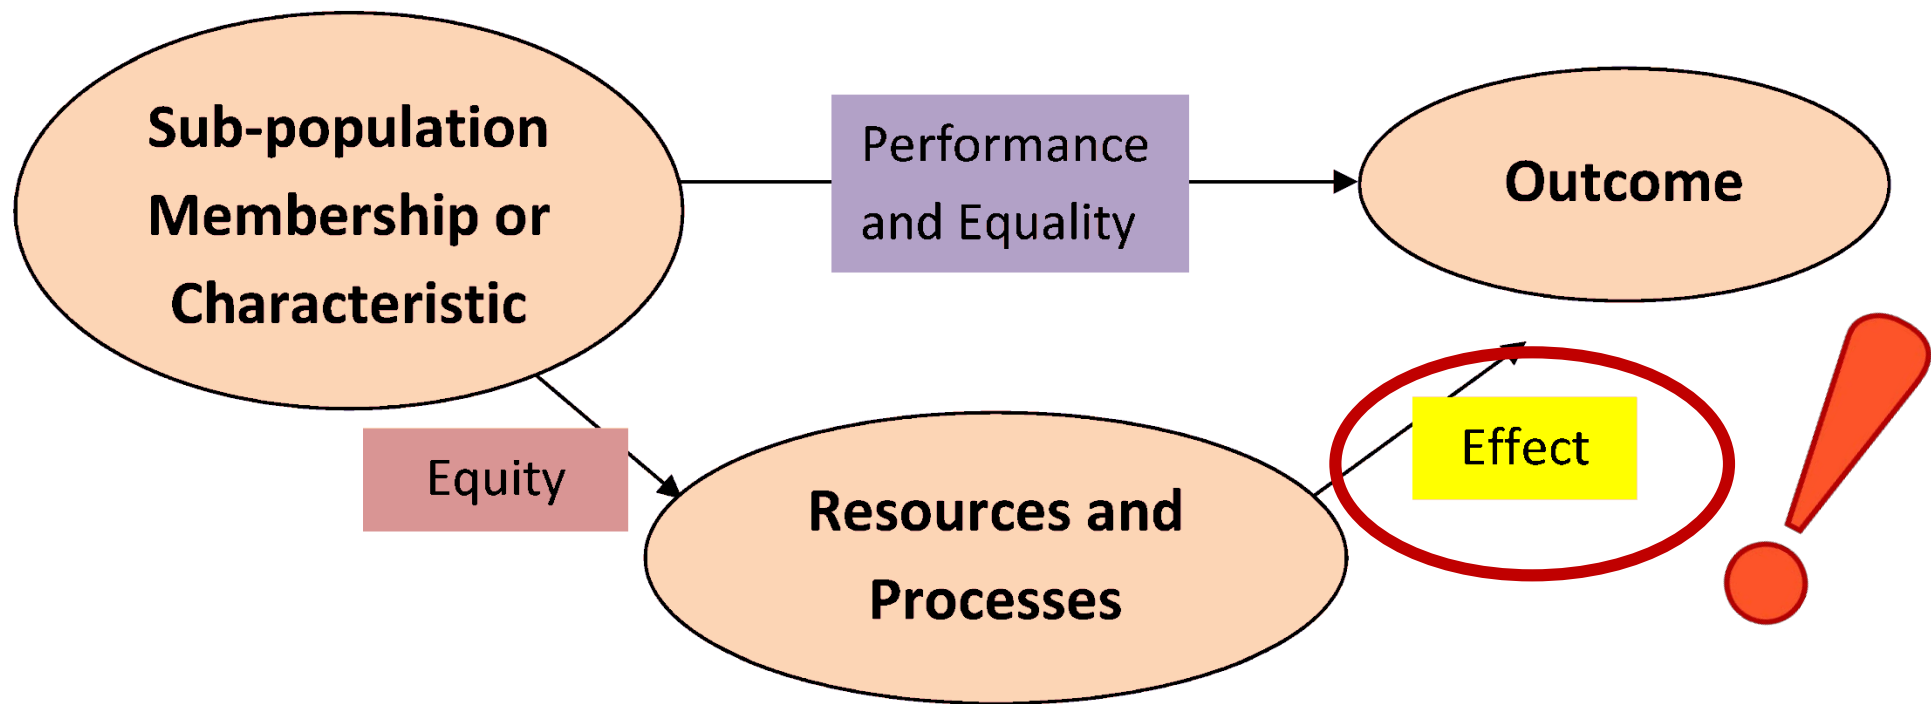 Sub-population
Membership or
Characteristic
Performance
and Equality
Outcome
Equity
Effect
Resources and
Processes